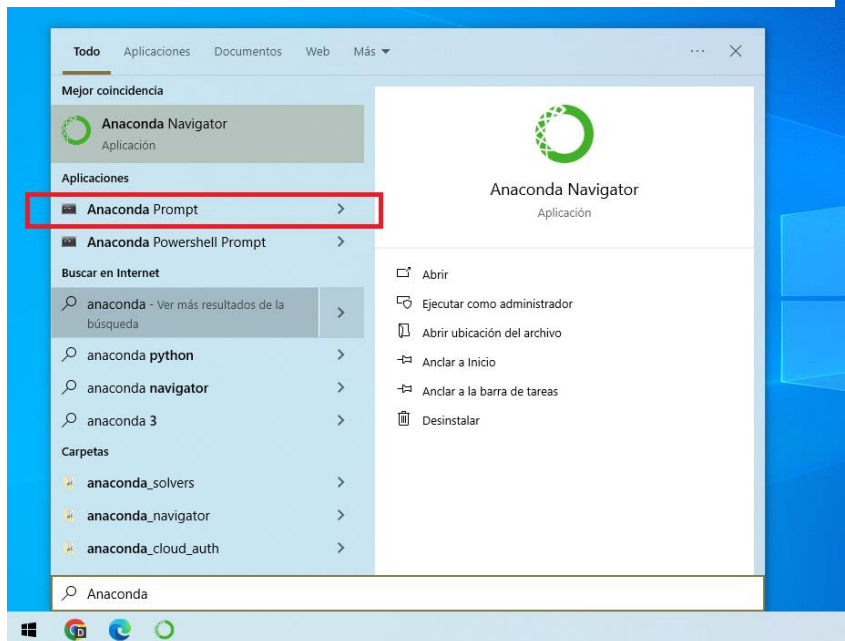 Todo Aplicaciones Documentos Web Más
Mejor coincidencia
Anaconda Navigator
Aplicación
Aplicaciones
Anaconda Prompt
Anaconda Powershell Prompt
Buscar en Internet
anaconda - Ver más resultados de la
búsqueda
anaconda python
anaconda navigator
anaconda 3
Carpetas
anaconda_solvers
anaconda_navigator
anaconda_cloud_auth
Anaconda Navigator
Aplicación
Abrir
Ejecutar como administrador
Abrir ubicación del archivo
Anclar a Inicio
Anclar a la barra de tareas
Desinstalar
Anaconda
D